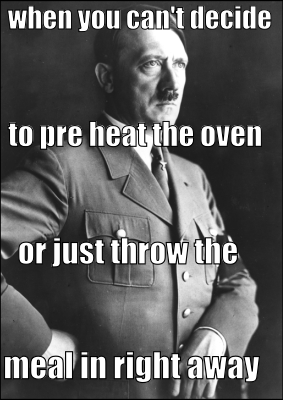 when you can't decide
to pre heat the oven
or just throw the
meal in right away